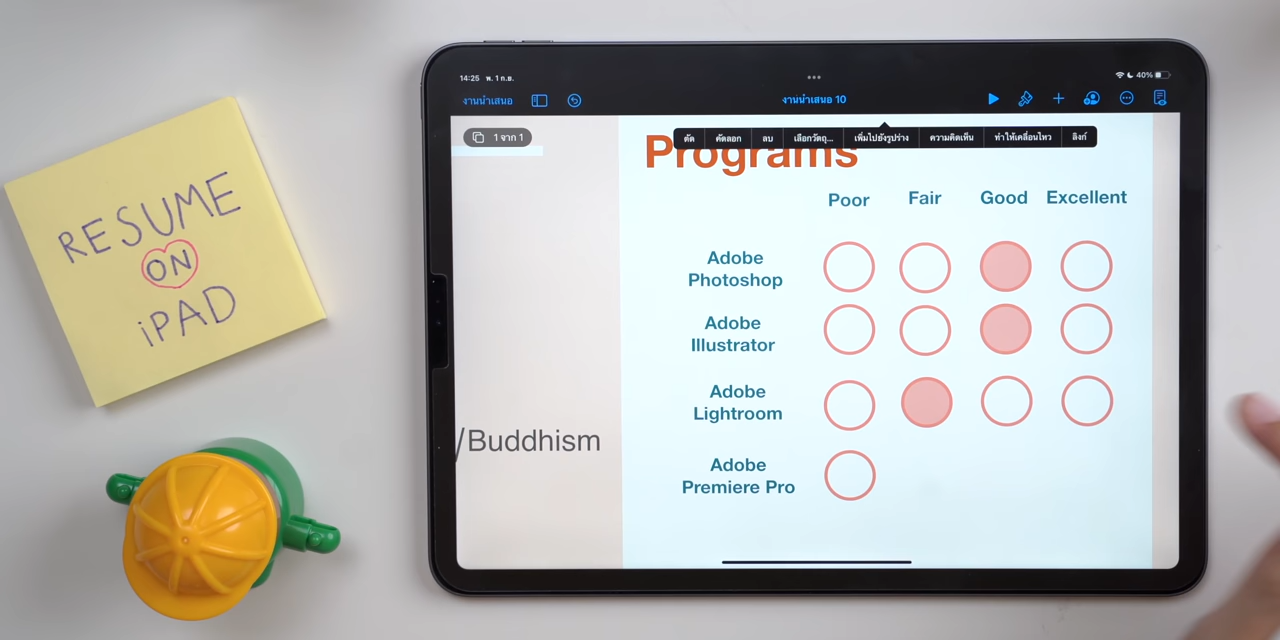 RESUME
ON
iPAD
14:25 พ. 1 ก.ย.
40%
งานนำเสนอ
งานนำเสนอ 10
1 จาก 1
ตัด คัดลอก ลบ เลือกวัตถุ... เพิ่มไปยังรูปร่าง ความคิดเห็น ทำให้เคลื่อนไหว ลิงก์
Programs
Poor Fair Good Excellent
Adobe
Photoshop
Adobe
Illustrator
Adobe
Lightroom
Adobe
Premiere Pro
/Buddhism